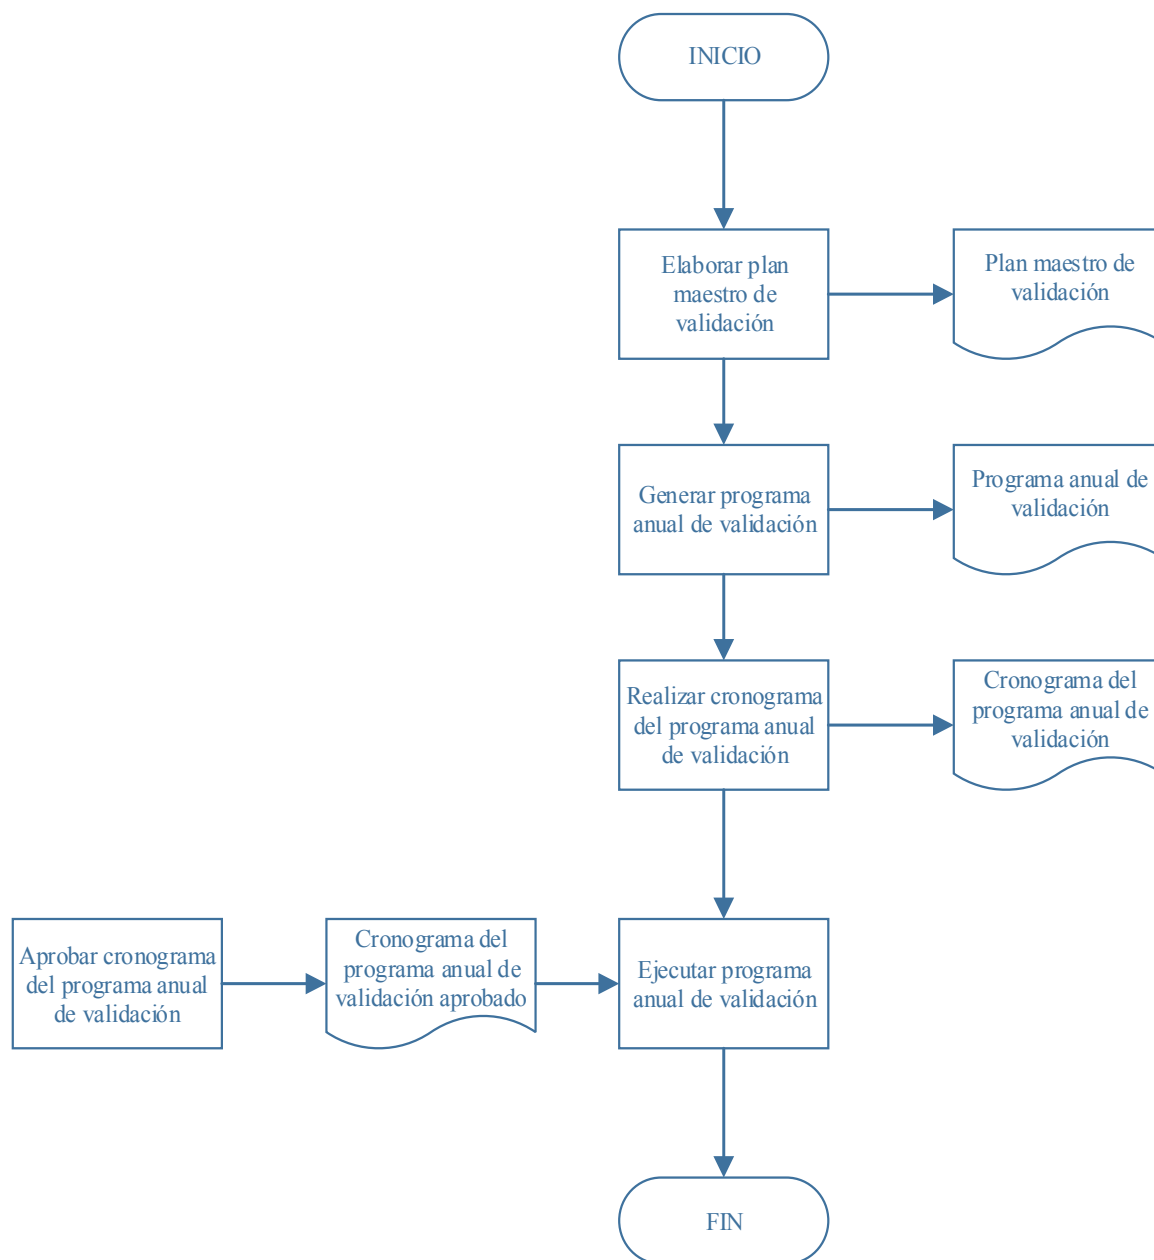 INICIO
Elaborar plan
maestro de
validación
Plan maestro de
validación
Generar programa
anual de validación
Programa anual de
validación
Realizar cronograma
del programa anual
de validación
Cronograma del
programa anual de
validación
Aprobar cronograma
del programa anual
de validación
Cronograma del
programa anual de
validación aprobado
Ejecutar programa
anual de validación
FIN